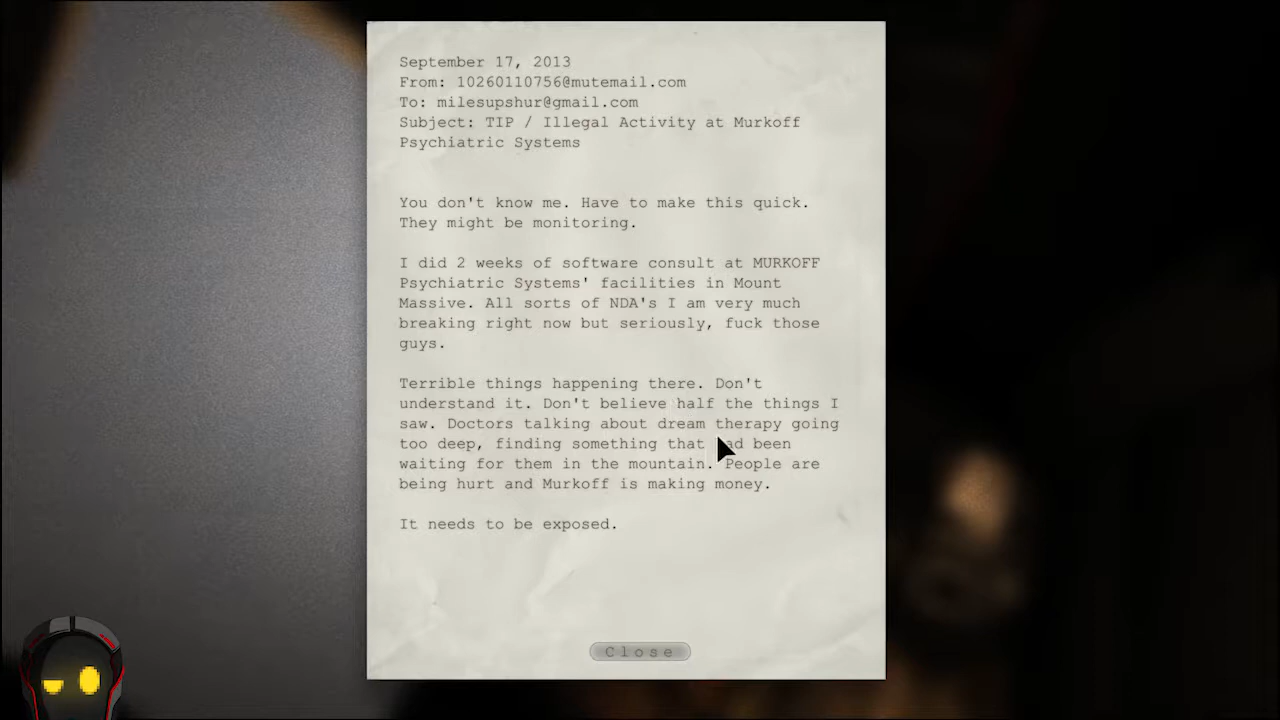 September 17, 2013
From: 10260110756@mutemail.com
To: milesupshur@gmail.com
Subject: TIP / Illegal Activity at Murkoff
Psychiatric Systems
You don't know me. Have to make this quick.
They might be monitoring.
I did 2 weeks of software consult at MURKOFF
Psychiatric Systems' facilities in Mount
Massive. All sorts of NDA's I am very much
breaking right now but seriously, fuck those
guys.
Terrible things happening there. Don't
understand it. Don't believe half the things I
saw. Doctors talking about dream therapy going
too deep, finding something that had been
waiting for them in the mountain. People are
being hurt and Murkoff is making money.
It needs to be exposed.
Close